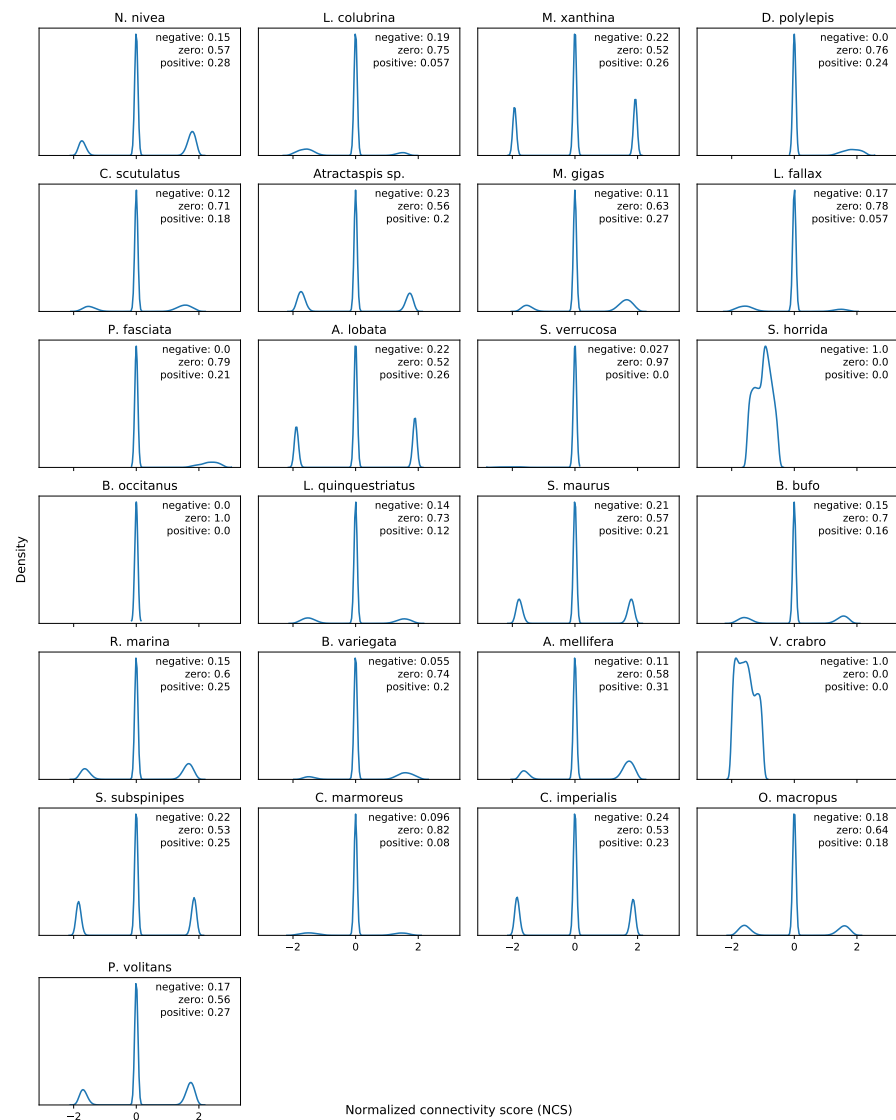 N. nivea
negative: 0.15
zero: 0.57
positive: 0.28
L. colubrina
negative: 0.19
zero: 0.75
positive: 0.057
M. xanthina
negative: 0.22
zero: 0.52
positive: 0.26
D. polylepis
negative: 0.0
zero: 0.76
positive: 0.24
C. scutulatus
negative: 0.12
zero: 0.71
positive: 0.18
Atractaspis sp.
negative: 0.23
zero: 0.56
positive: 0.2
M. gigas
negative: 0.11
zero: 0.63
positive: 0.27
L. fallax
negative: 0.17
zero: 0.78
positive: 0.057
P. fasciata
negative: 0.0
zero: 0.79
positive: 0.21
A. lobata
negative: 0.22
zero: 0.52
positive: 0.26
S. verrucosa
negative: 0.027
zero: 0.97
positive: 0.0
S. horrida
negative: 1.0
zero: 0.0
positive: 0.0
B. occitanus
negative: 0.0
zero: 1.0
positive: 0.0
L. quinquestriatus
negative: 0.14
zero: 0.73
positive: 0.12
S. maurus
negative: 0.21
zero: 0.57
positive: 0.21
B. bufo
negative: 0.15
zero: 0.7
positive: 0.16
Density
R. marina
negative: 0.15
zero: 0.6
positive: 0.25
B. variegata
negative: 0.055
zero: 0.74
positive: 0.2
A. mellifera
negative: 0.11
zero: 0.58
positive: 0.31
V. crabro
negative: 1.0
zero: 0.0
positive: 0.0
S. subspinipes
negative: 0.22
zero: 0.53
positive: 0.25
C. marmoreus
negative: 0.096
zero: 0.82
positive: 0.08
−2 0 2
C. imperialis
negative: 0.24
zero: 0.53
positive: 0.23
−2 0 2
O. macropus
negative: 0.18
zero: 0.64
positive: 0.18
−2 0 2
P. volitans
negative: 0.17
zero: 0.56
positive: 0.27
−2 0 2
Normalized connectivity score (NCS)